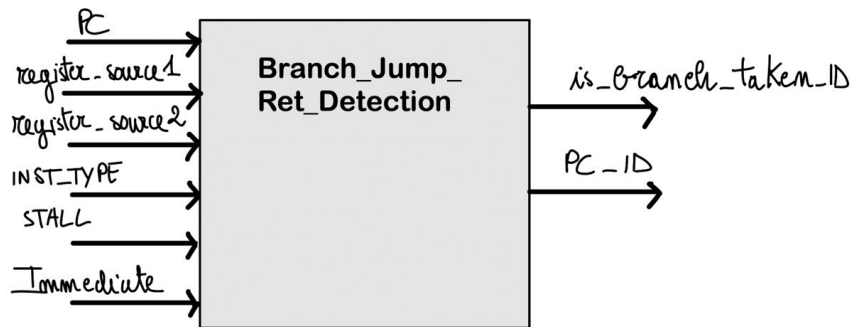 PC
register_source1
register_source2
INST_TYPE
STALL
Immediate
Branch_Jump_
Ret_Detection
is_branch_taken_ID
PC_ID